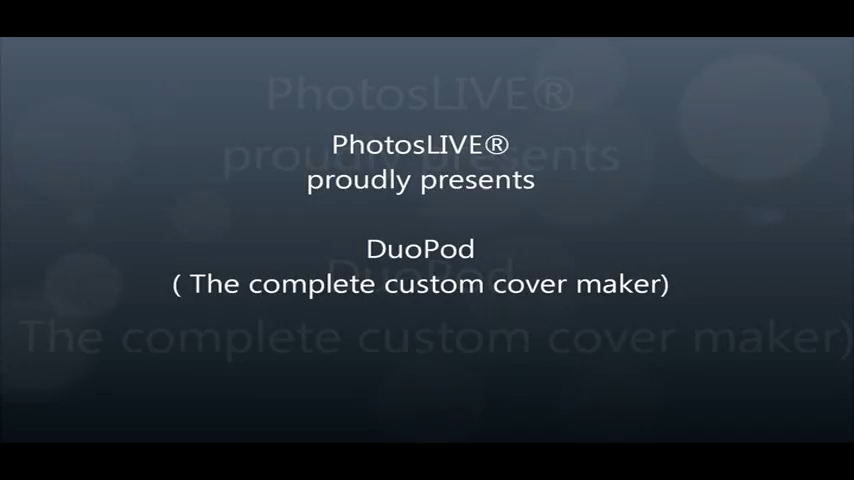 PhotosLIVE®
proudly presents
DuoPod
( The complete custom cover maker)